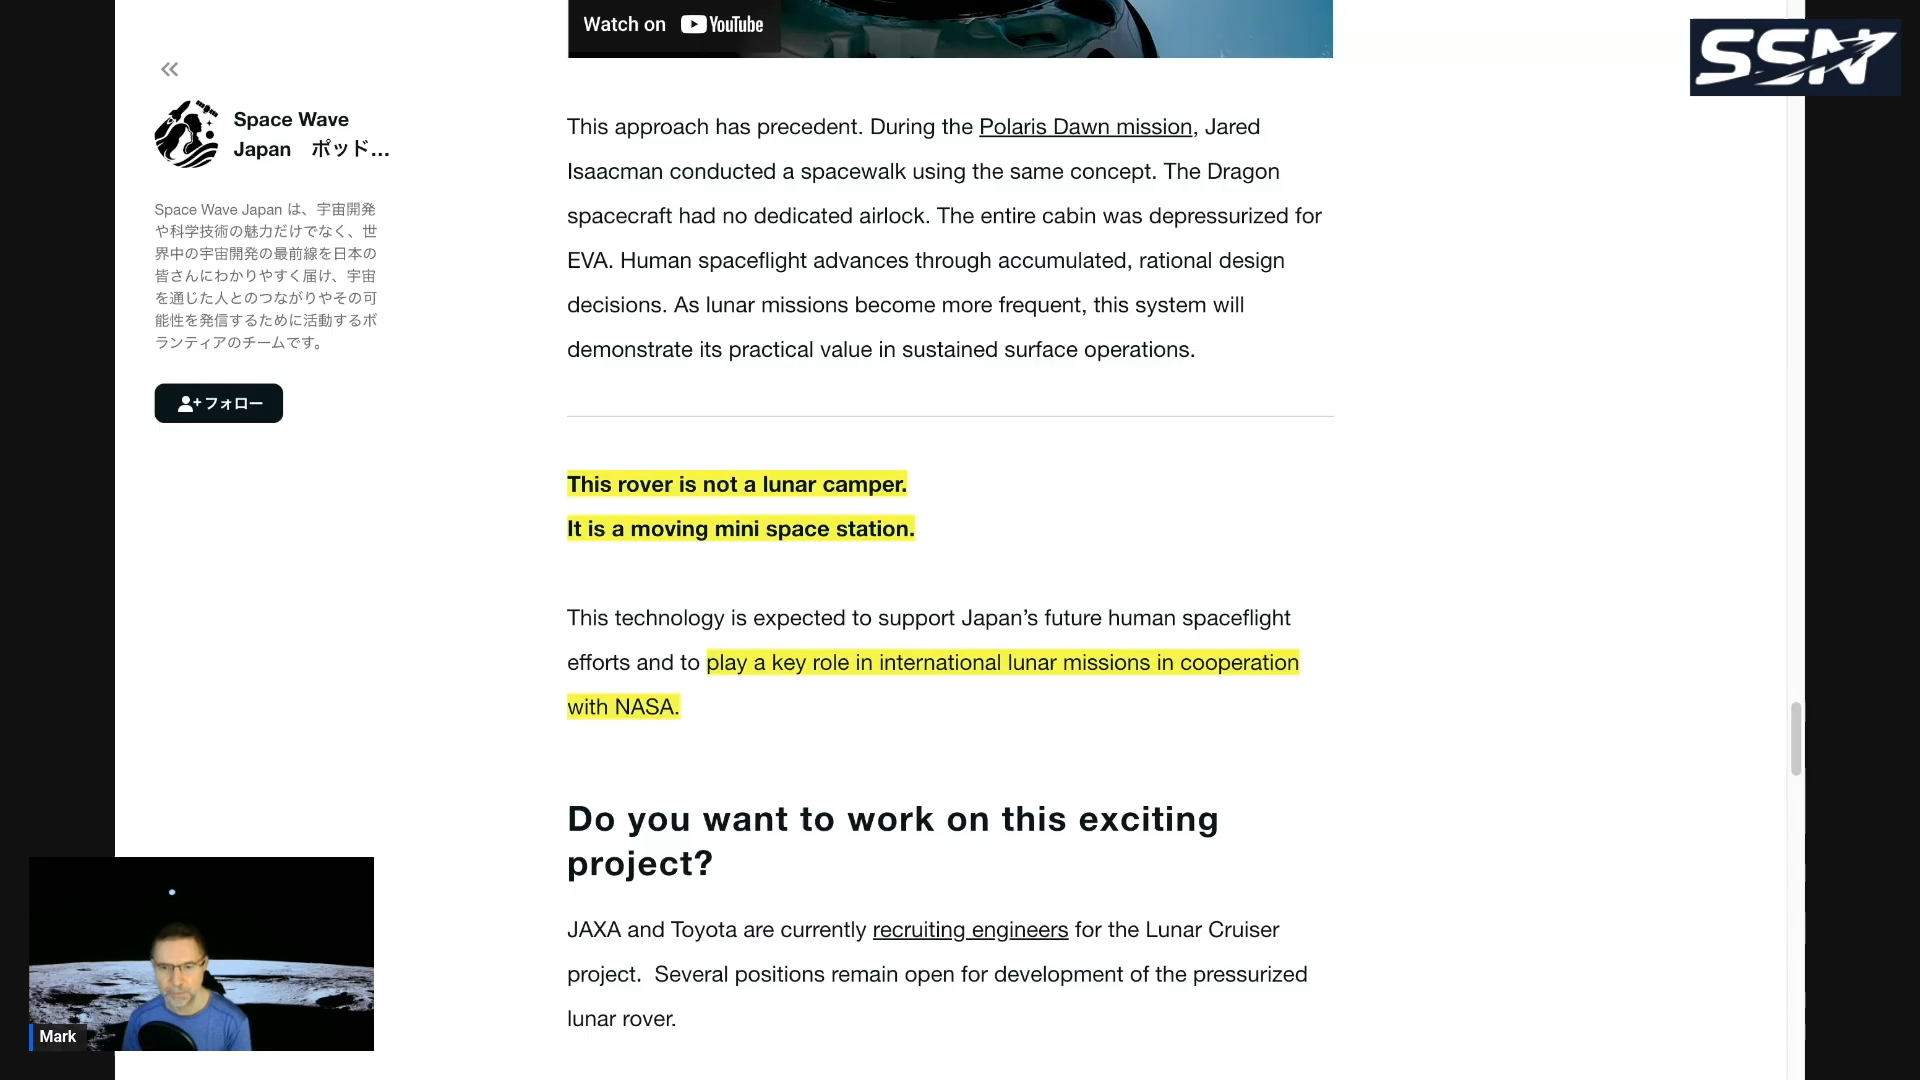 Watch on YouTube
SSN
Space Wave
Japan ポッド…
Space Wave Japan は、宇宙開発
や科学技術の魅力だけでなく、世
界中の宇宙開発の最前線を日本の
皆さんにわかりやすく届け、宇宙
を通じた人とのつながりやその可
能性を発信するために活動するボ
ランティアのチームです。
フォロー
This approach has precedent. During the Polaris Dawn mission, Jared
Isaacman conducted a spacewalk using the same concept. The Dragon
spacecraft had no dedicated airlock. The entire cabin was depressurized for
EVA. Human spaceflight advances through accumulated, rational design
decisions. As lunar missions become more frequent, this system will
demonstrate its practical value in sustained surface operations.
This rover is not a lunar camper.
It is a moving mini space station.
This technology is expected to support Japan’s future human spaceflight
efforts and to play a key role in international lunar missions in cooperation
with NASA.
Do you want to work on this exciting
project?
JAXA and Toyota are currently recruiting engineers for the Lunar Cruiser
project. Several positions remain open for development of the pressurized
lunar rover.
Mark